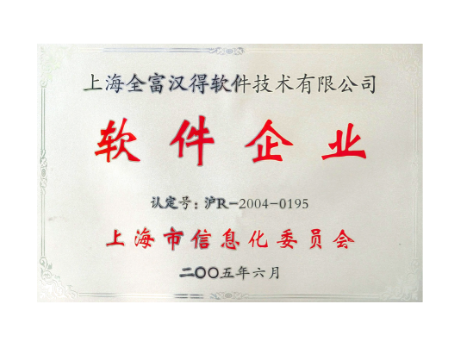 上海全富汉得软件技术有限公司
软件企业
认定号：沪R-2004-0195
上海市信息化委员会
二〇〇五年六月